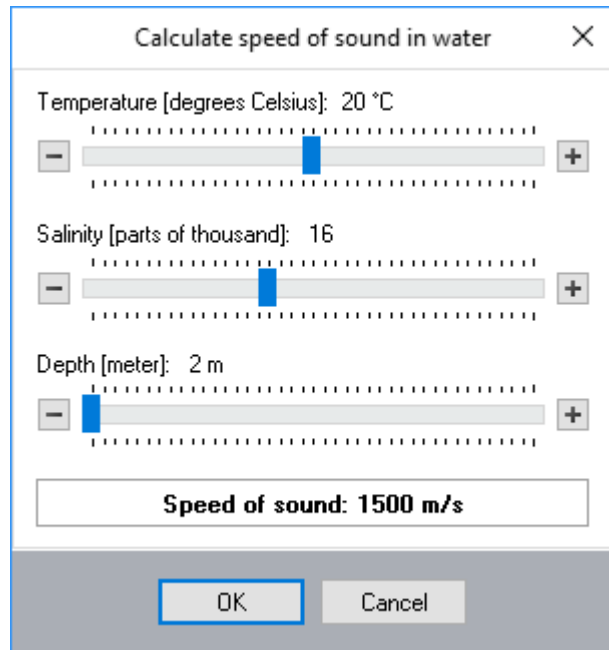 Calculate speed of sound in water
Temperature [degrees Celsius]: 20 °C
Salinity [parts of thousand]: 16
Depth [meter]: 2 m
Speed of sound: 1500 m/s
OK Cancel